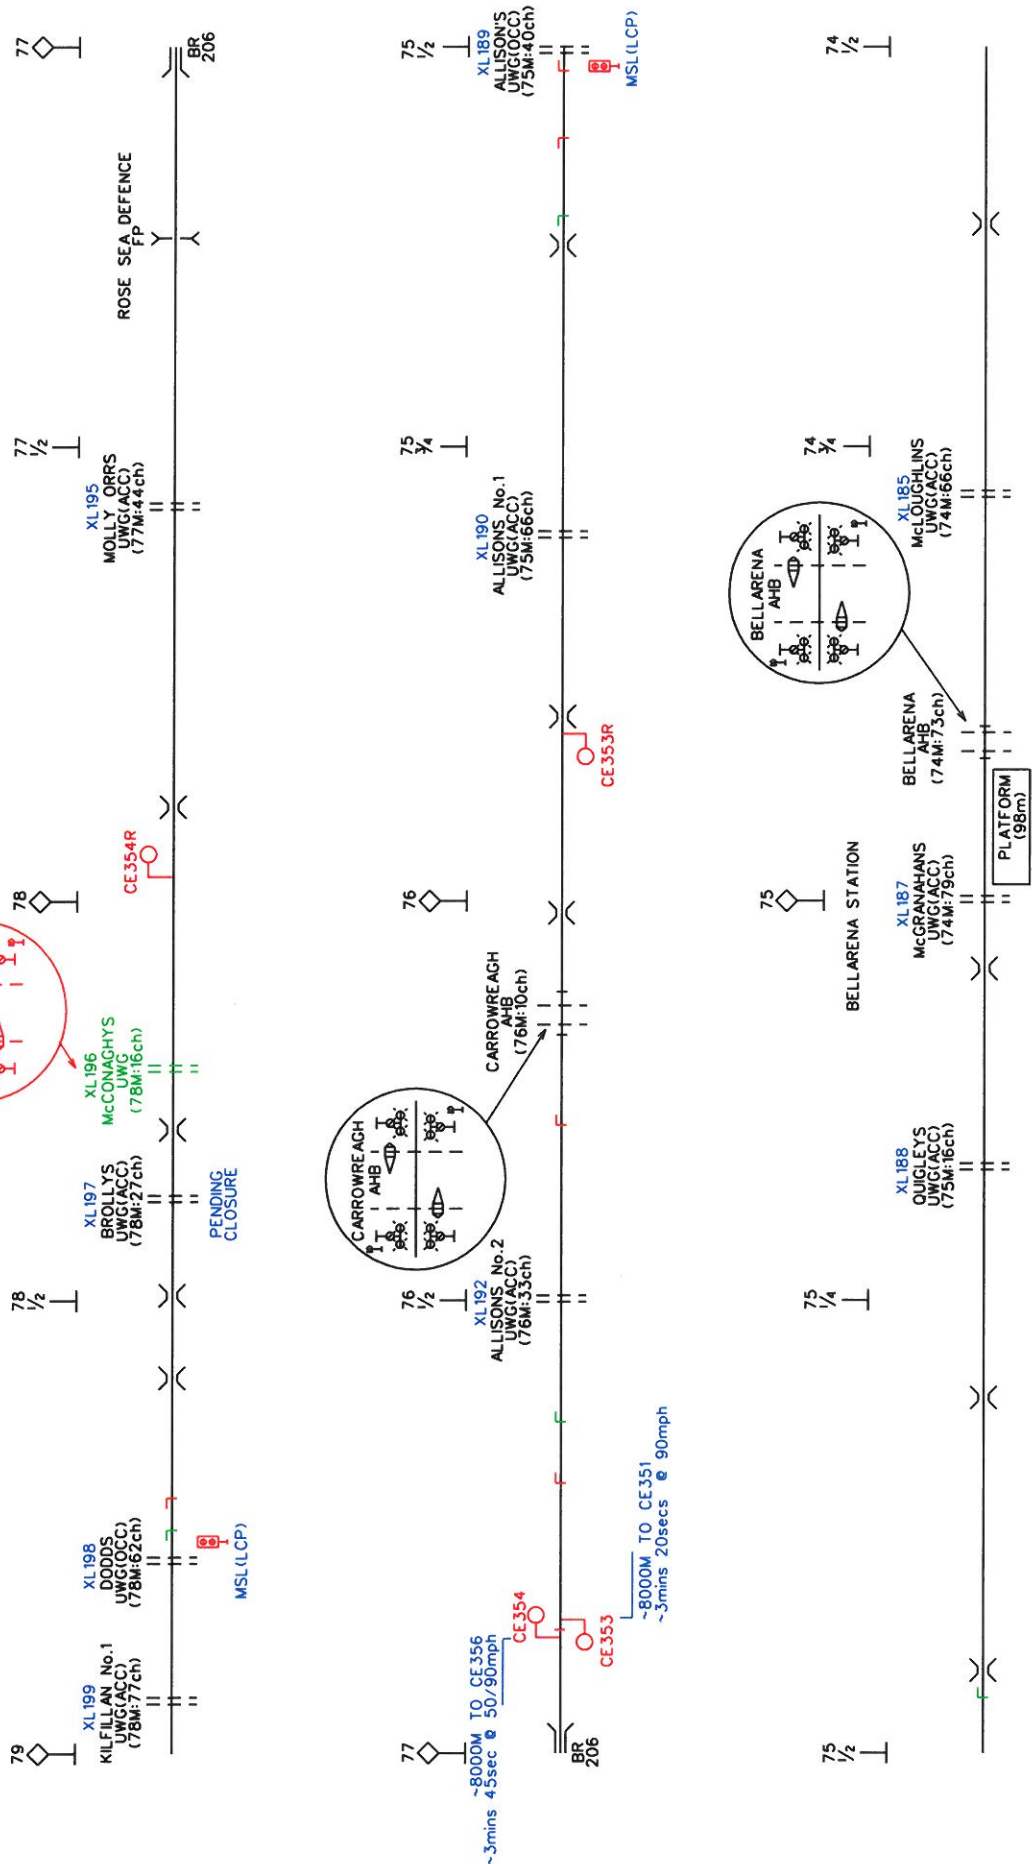 79
XL199
KILFILLAN No.1
UWG(ACC)
(78M:77ch)
XL198
DODDS
UWG(OCC)
(78M:62ch)
MSL(LCP)
78
1/2
XL197
BROLLYS
UWG(ACC)
(78M:27ch)
PENDING
CLOSURE
XL196
McCONAGHYS
UWG
(78M:16ch)
78
CE354R
77
1/2
XL195
MOLLY ORRS
UWG(ACC)
(77M:44ch)
ROSE SEA DEFENCE
FP
77
BR
206
77
BR
206
~8000M TO CE356
~3mins 45sec @ 50/90mph
CE354
CE353
~8000M TO CE351
~3mins 20secs @ 90mph
76
1/2
XL192
ALLISONS No.2
UWG(ACC)
(76M:33ch)
CARROWREAGH
AHB
CARROWREAGH
AHB
(76M:10ch)
76
CE353R
75
3/4
XL190
ALLISONS No.1
UWG(ACC)
(75M:66ch)
75
1/2
XL189
ALLISON'S
UWG(OCC)
(75M:40ch)
MSL(LCP)
75
1/2
75
1/4
XL188
QUIGLEYS
UWG(ACC)
(75M:16ch)
BELLARENA STATION
75
XL187
McGRANAHANS
UWG(ACC)
(74M:79ch)
PLATFORM
(98m)
BELLARENA
AHB
(74M:73ch)
BELLARENA
AHB
74
3/4
XL185
McLOUGHLINS
UWG(ACC)
(74M:66ch)
74
1/2